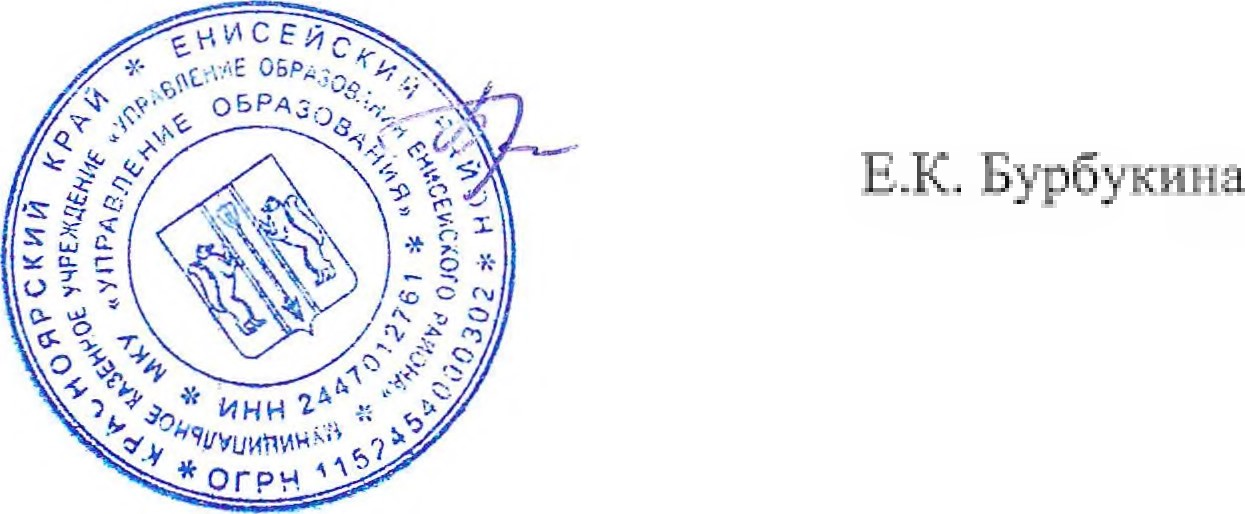 * КРАСНОЯРСКИЙ КРАЙ * ЕНИСЕЙСКИЙ РАЙОН *
ОГРН 1152454000302
* МУНИЦИПАЛЬНОЕ КАЗЕННОЕ УЧРЕЖДЕНИЕ «УПРАВЛЕНИЕ ОБРАЗОВАНИЯ ЕНИСЕЙСКОГО РАЙОНА»
* МКУ «УПРАВЛЕНИЕ ОБРАЗОВАНИЯ» *
ИНН 2447012761
Е.К. Бурбукина